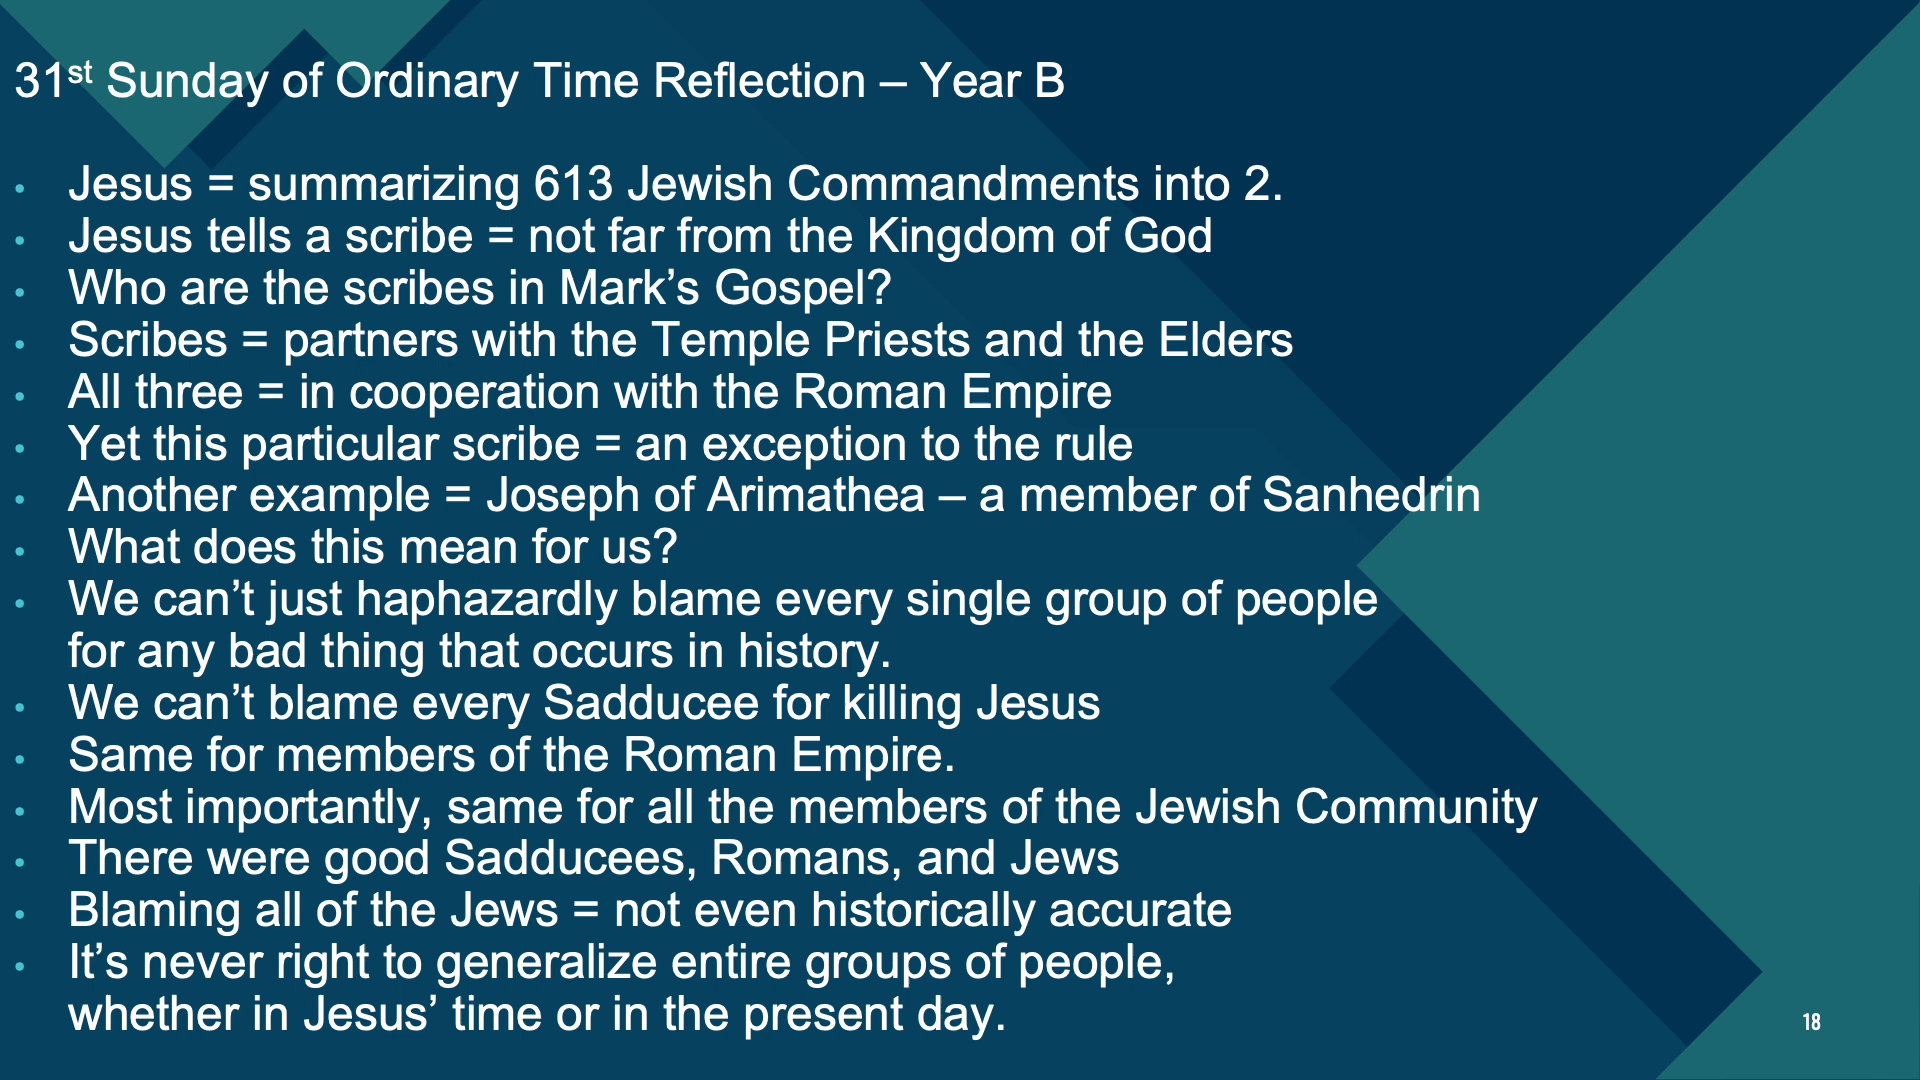 31st Sunday of Ordinary Time Reflection – Year B
• Jesus = summarizing 613 Jewish Commandments into 2.
• Jesus tells a scribe = not far from the Kingdom of God
• Who are the scribes in Mark’s Gospel?
• Scribes = partners with the Temple Priests and the Elders
• All three = in cooperation with the Roman Empire
• Yet this particular scribe = an exception to the rule
• Another example = Joseph of Arimathea – a member of Sanhedrin
• What does this mean for us?
• We can’t just haphazardly blame every single group of people
for any bad thing that occurs in history.
• We can’t blame every Sadducee for killing Jesus
• Same for members of the Roman Empire.
• Most importantly, same for all the members of the Jewish Community
• There were good Sadducees, Romans, and Jews
• Blaming all of the Jews = not even historically accurate
• It’s never right to generalize entire groups of people,
whether in Jesus’ time or in the present day.
18